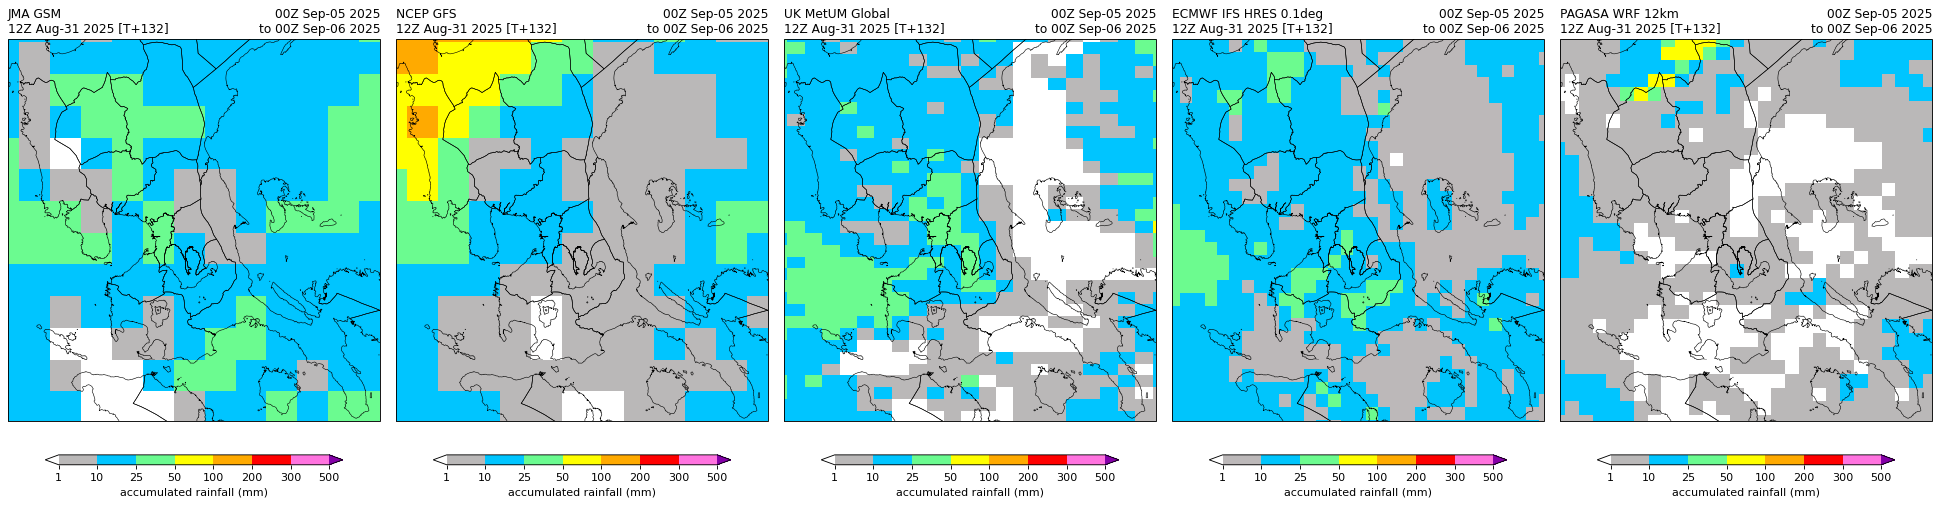 JMA GSM 00Z Sep-05 2025
12Z Aug-31 2025 [T+132] to 00Z Sep-06 2025
NCEP GFS 00Z Sep-05 2025
12Z Aug-31 2025 [T+132] to 00Z Sep-06 2025
UK MetUM Global 00Z Sep-05 2025
12Z Aug-31 2025 [T+132] to 00Z Sep-06 2025
ECMWF IFS HRES 0.1deg 00Z Sep-05 2025
12Z Aug-31 2025 [T+132] to 00Z Sep-06 2025
PAGASA WRF 12km 00Z Sep-05 2025
12Z Aug-31 2025 [T+132] to 00Z Sep-06 2025
1 10 25 50 100 200 300 500
accumulated rainfall (mm)
1 10 25 50 100 200 300 500
accumulated rainfall (mm)
1 10 25 50 100 200 300 500
accumulated rainfall (mm)
1 10 25 50 100 200 300 500
accumulated rainfall (mm)
1 10 25 50 100 200 300 500
accumulated rainfall (mm)